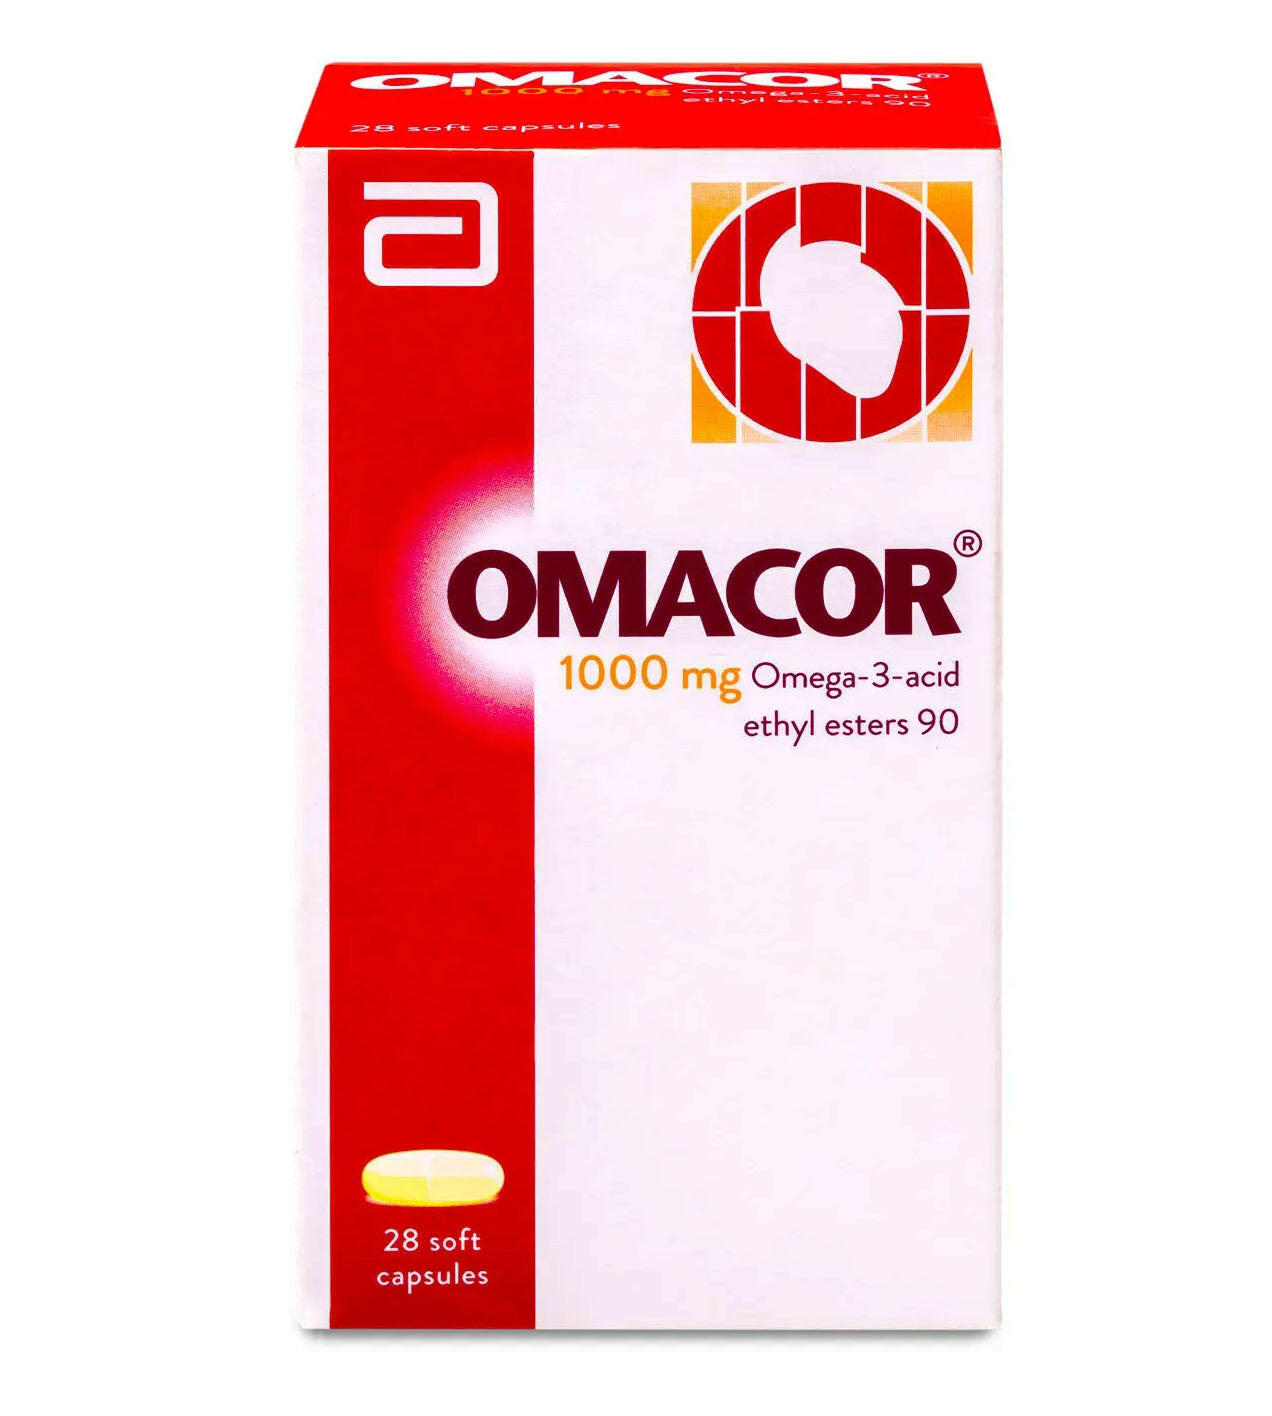 OMACOR®
1000 mg Omega-3-acid
ethyl esters 90
28 soft capsules
OMACOR®
1000 mg Omega-3-acid
ethyl esters 90
28 soft
capsules